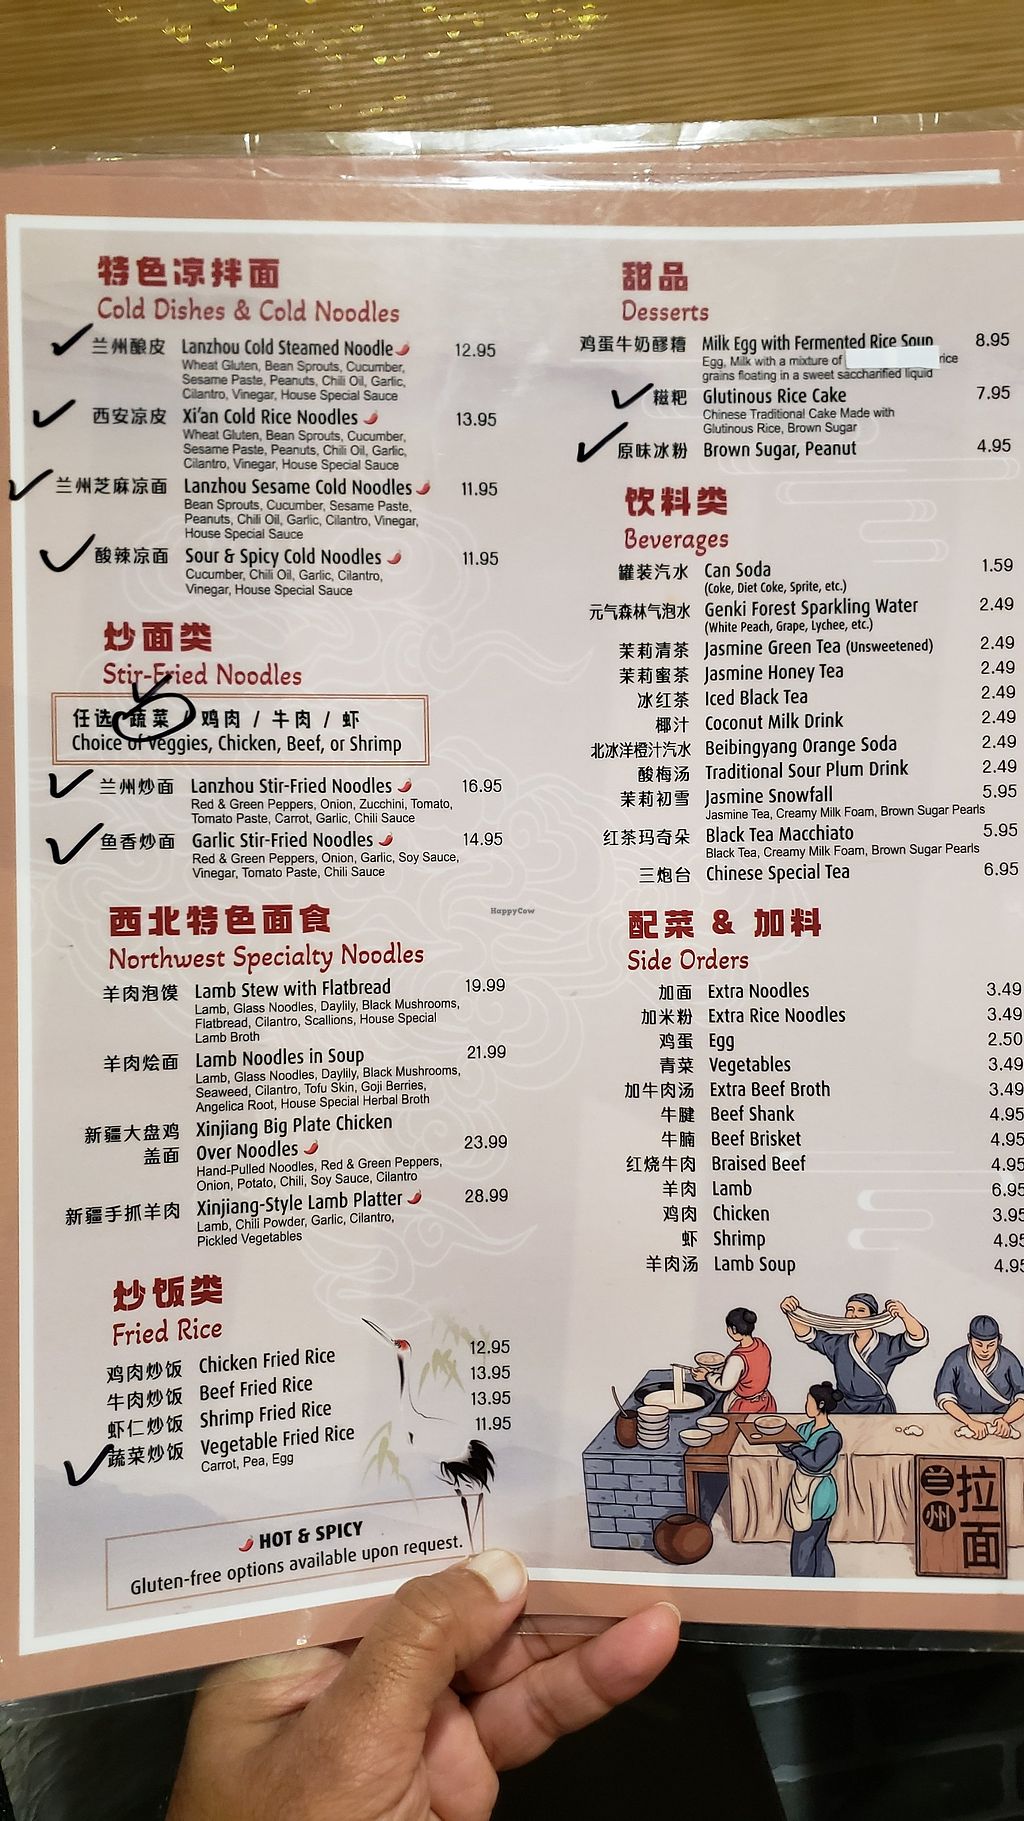 特色凉拌面
Cold Dishes & Cold Noodles
兰州酿皮 Lanzhou Cold Steamed Noodle 12.95
Wheat Gluten, Bean Sprouts, Cucumber,
Sesame Paste, Peanuts, Chili Oil, Garlic,
Cilantro, Vinegar, House Special Sauce
西安凉皮 Xi'an Cold Rice Noodles 13.95
Wheat Gluten, Bean Sprouts, Cucumber,
Sesame Paste, Peanuts, Chili Oil, Garlic,
Cilantro, Vinegar, House Special Sauce
兰州芝麻凉面 Lanzhou Sesame Cold Noodles 11.95
Bean Sprouts, Cucumber, Sesame Paste,
Peanuts, Chili Oil, Garlic, Cilantro, Vinegar,
House Special Sauce
酸辣凉面 Sour & Spicy Cold Noodles 11.95
Cucumber, Chili Oil, Garlic, Cilantro,
Vinegar, House Special Sauce
炒面类
Stir-Fried Noodles
任选 蔬菜 / 鸡肉 / 牛肉 / 虾
Choice of Veggies, Chicken, Beef, or Shrimp
兰州炒面 Lanzhou Stir-Fried Noodles 16.95
Red & Green Peppers, Onion, Zucchini, Tomato,
Tomato Paste, Carrot, Garlic, Chili Sauce
鱼香炒面 Garlic Stir-Fried Noodles 14.95
Red & Green Peppers, Onion, Garlic, Soy Sauce,
Vinegar, Tomato Paste, Chili Sauce
西北特色面食
Northwest Specialty Noodles
羊肉泡馍 Lamb Stew with Flatbread 19.99
Lamb, Glass Noodles, Daylily, Black Mushrooms,
Flatbread, Cilantro, Scallions, House Special
Lamb Broth
羊肉烩面 Lamb Noodles in Soup 21.99
Lamb, Glass Noodles, Daylily, Black Mushrooms,
Seaweed, Cilantro, Tofu Skin, Goji Berries,
Angelica Root, House Special Herbal Broth
新疆大盘鸡 Xinjiang Big Plate Chicken
盖面 Over Noodles 23.99
Hand-Pulled Noodles, Red & Green Peppers,
Onion, Potato, Chili, Soy Sauce, Cilantro
新疆手抓羊肉 Xinjiang-Style Lamb Platter 28.99
Lamb, Chili Powder, Garlic, Cilantro,
Pickled Vegetables
炒饭类
Fried Rice
鸡肉炒饭 Chicken Fried Rice 12.95
牛肉炒饭 Beef Fried Rice 13.95
虾仁炒饭 Shrimp Fried Rice 13.95
蔬菜炒饭 Vegetable Fried Rice 11.95
Carrot, Pea, Egg
HOT & SPICY
Gluten-free options available upon request.
甜品
Desserts
鸡蛋牛奶醪糟 Milk Egg with Fermented Rice Soup 8.95
Egg, Milk with a mixture of rice
grains floating in a sweet saccharified liquid
糍粑 Glutinous Rice Cake 7.95
Chinese Traditional Cake Made with
Glutinous Rice, Brown Sugar
原味冰粉 Brown Sugar, Peanut 4.95
饮料类
Beverages
罐装汽水 Can Soda 1.59
(Coke, Diet Coke, Sprite, etc.)
元气森林气泡水 Genki Forest Sparkling Water 2.49
(White Peach, Grape, Lychee, etc.)
茉莉清茶 Jasmine Green Tea (Unsweetened) 2.49
茉莉蜜茶 Jasmine Honey Tea 2.49
冰红茶 Iced Black Tea 2.49
椰汁 Coconut Milk Drink 2.49
北冰洋橙汁汽水 Beibingyang Orange Soda 2.49
酸梅汤 Traditional Sour Plum Drink 2.49
茉莉初雪 Jasmine Snowfall 5.95
Jasmine Tea, Creamy Milk Foam, Brown Sugar Pearls
红茶玛奇朵 Black Tea Macchiato 5.95
Black Tea, Creamy Milk Foam, Brown Sugar Pearls
三炮台 Chinese Special Tea 6.95
HappyCow
配菜 & 加料
Side Orders
加面 Extra Noodles 3.49
加米粉 Extra Rice Noodles 3.49
鸡蛋 Egg 2.50
青菜 Vegetables 3.49
加牛肉汤 Extra Beef Broth 3.49
牛腱 Beef Shank 4.95
牛腩 Beef Brisket 4.95
红烧牛肉 Braised Beef 4.95
羊肉 Lamb 6.95
鸡肉 Chicken 3.95
虾 Shrimp 4.95
羊肉汤 Lamb Soup 4.95
兰州
拉面